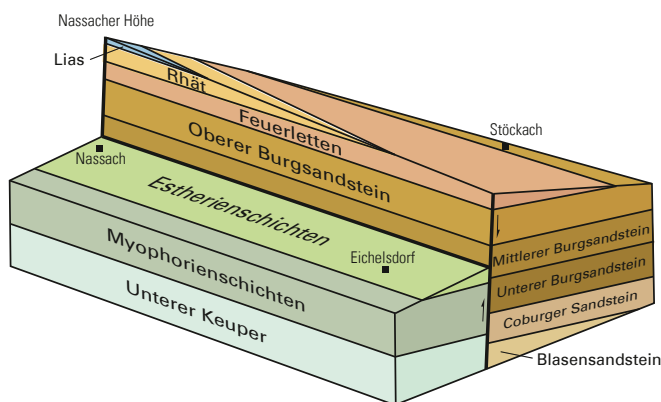 Nassacher Höhe
Lias
Rhät
Feuerletten
Stöckach
Oberer Burgsandstein
Nassach
Estherienschichten
Mittlerer Burgsandstein
Eichelsdorf
Myophorienschichten
Unterer Burgsandstein
Unterer Keuper
Coburger Sandstein
Blasensandstein